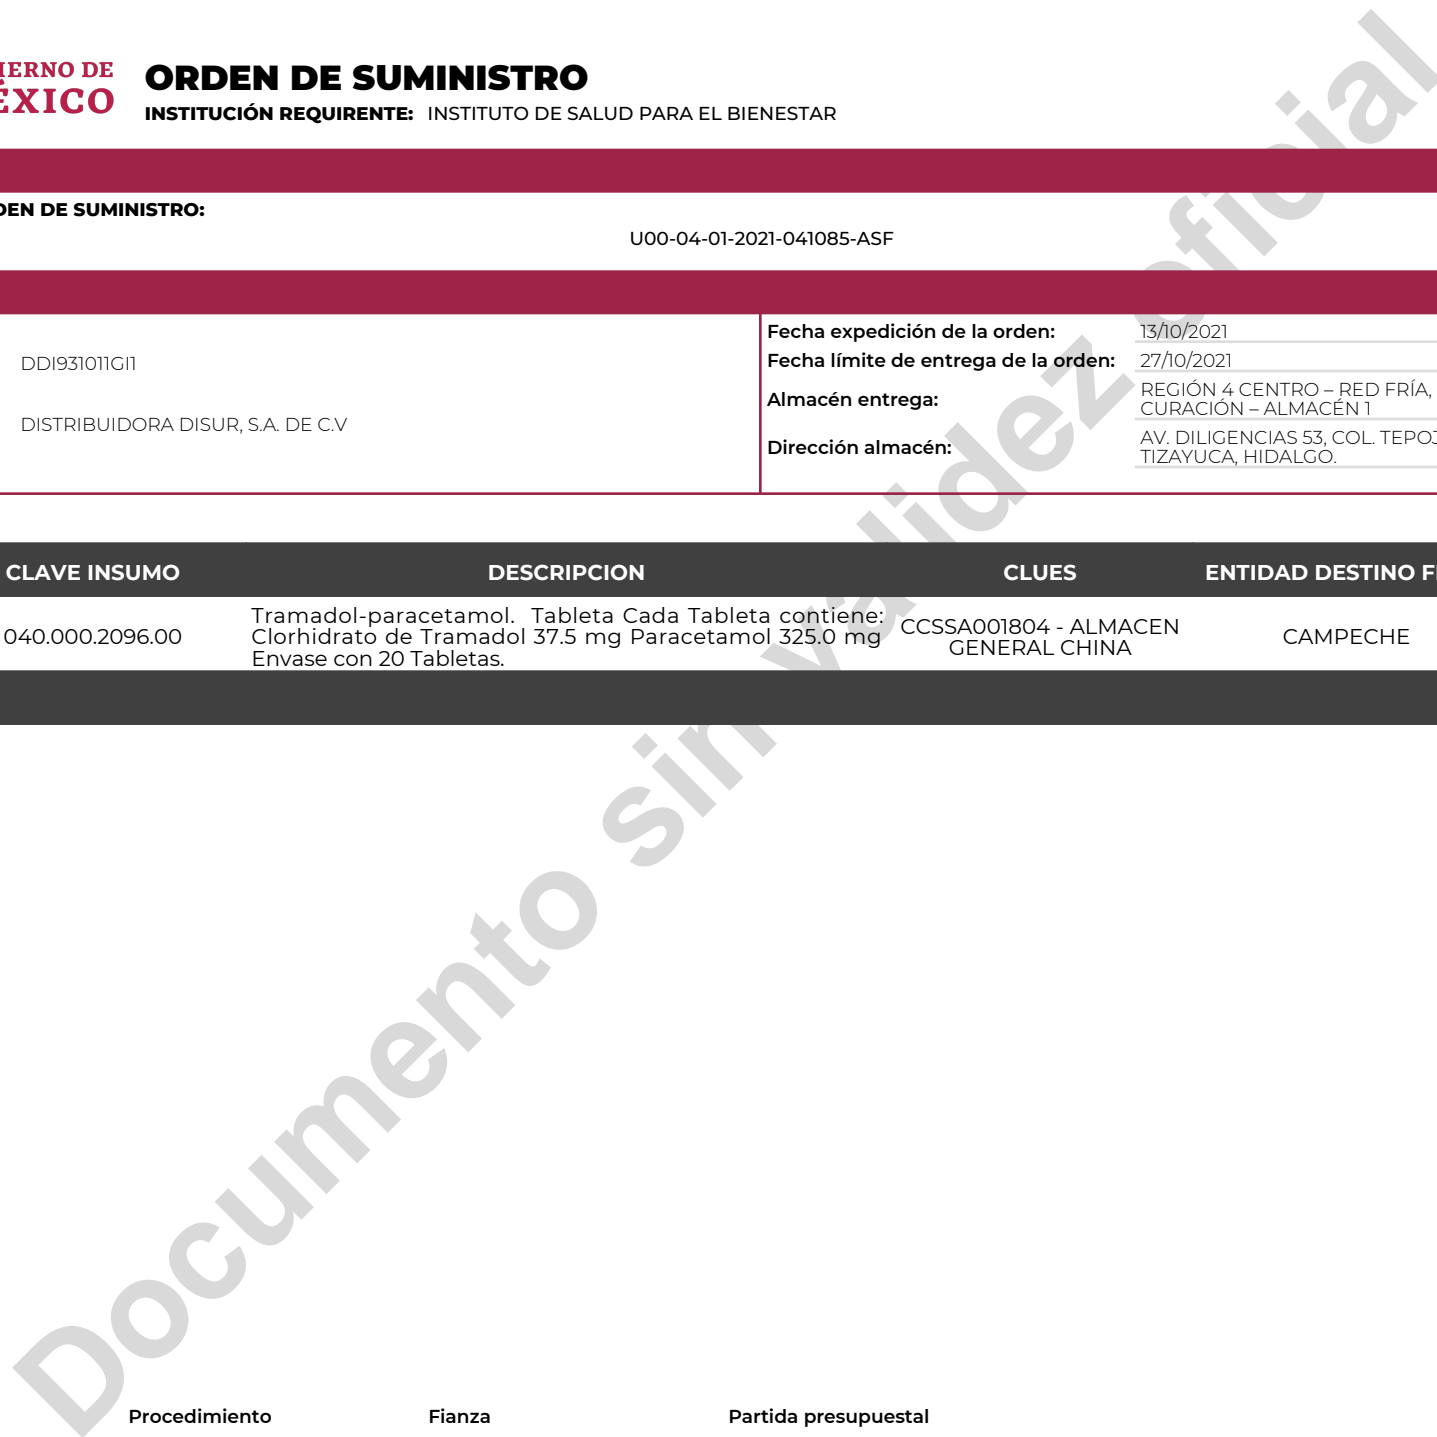 IERNO DE
ÉXICO
ORDEN DE SUMINISTRO
INSTITUCIÓN REQUIRENTE: INSTITUTO DE SALUD PARA EL BIENESTAR
DEN DE SUMINISTRO:
U00-04-01-2021-041085-ASF
DDI931011GI1
DISTRIBUIDORA DISUR, S.A. DE C.V
Fecha expedición de la orden: 13/10/2021
Fecha límite de entrega de la orden: 27/10/2021
Almacén entrega: REGIÓN 4 CENTRO – RED FRÍA,
CURACIÓN – ALMACÉN 1
Dirección almacén: AV. DILIGENCIAS 53, COL. TEPOJ
TIZAYUCA, HIDALGO.
CLAVE INSUMO DESCRIPCION CLUES ENTIDAD DESTINO F
040.000.2096.00
Tramadol-paracetamol. Tableta Cada Tableta contiene:
Clorhidrato de Tramadol 37.5 mg Paracetamol 325.0 mg
Envase con 20 Tabletas.
CCSSA001804 - ALMACEN
GENERAL CHINA
CAMPECHE
Documento sin validez oficial
Procedimiento Fianza Partida presupuestal